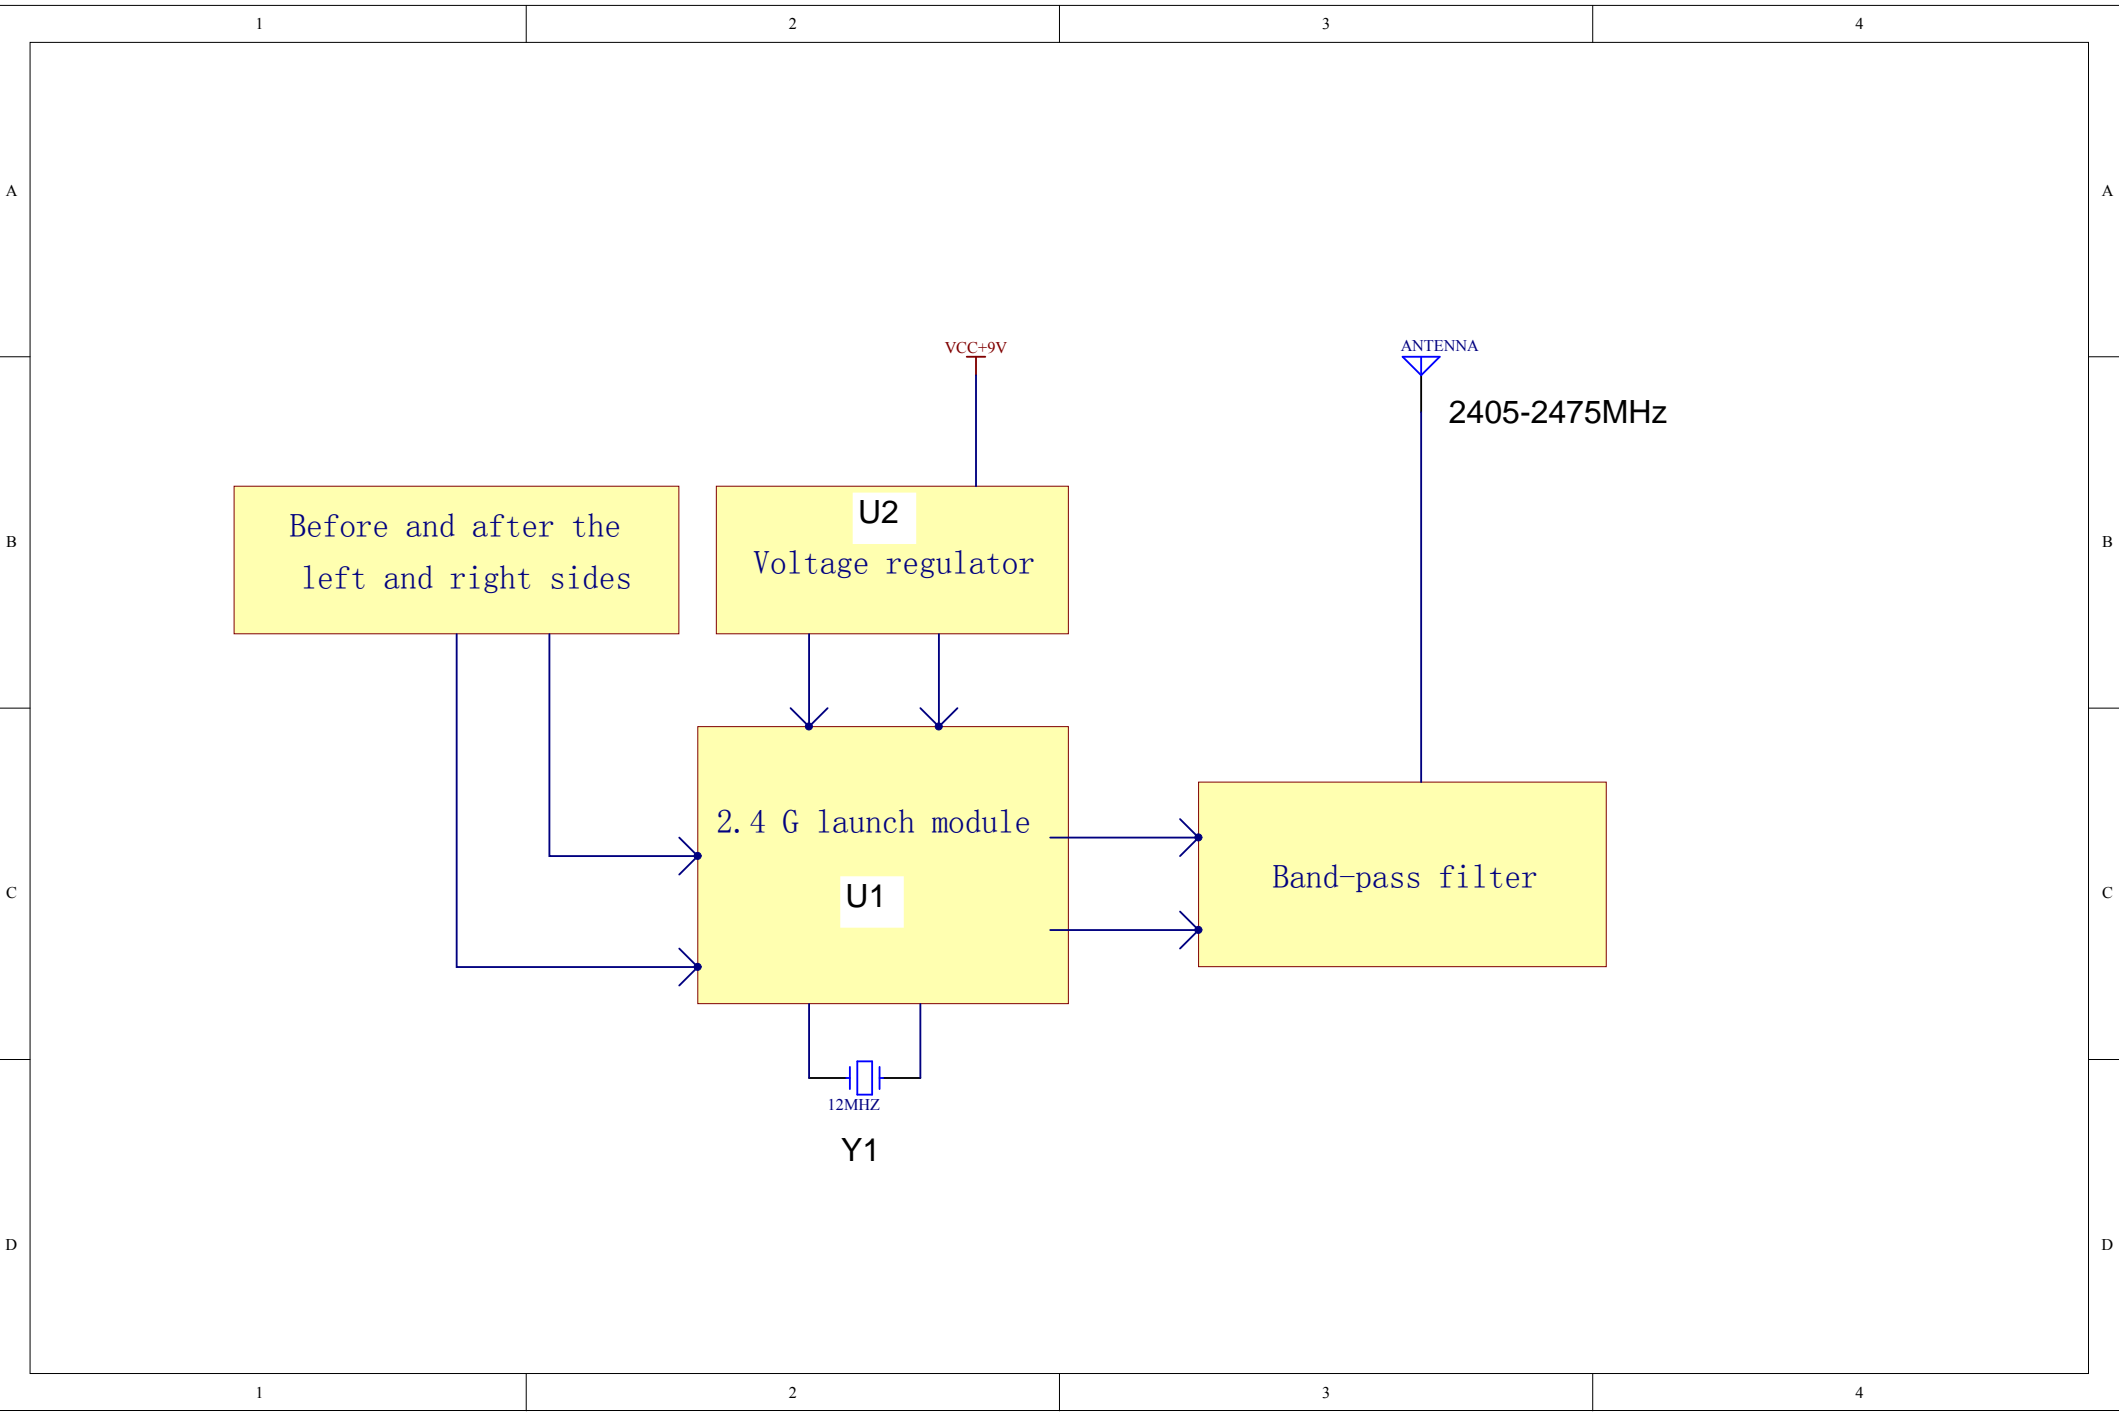 1 2 3 4
A A
VCC+9V ANTENNA
2405-2475MHz
Before and after the
left and right sides
U2
Voltage regulator
B B
2.4 G launch module
U1
Band-pass filter
C C
12MHZ
Y1
D D
1 2 3 4